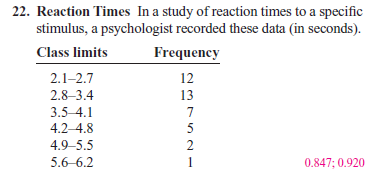 22. Reaction Times In a study of reaction times to a specific
stimulus, a psychologist recorded these data (in seconds).
Class limits Frequency
2.1–2.7 12
2.8–3.4 13
3.5–4.1 7
4.2–4.8 5
4.9–5.5 2
5.6–6.2 1 0.847; 0.920